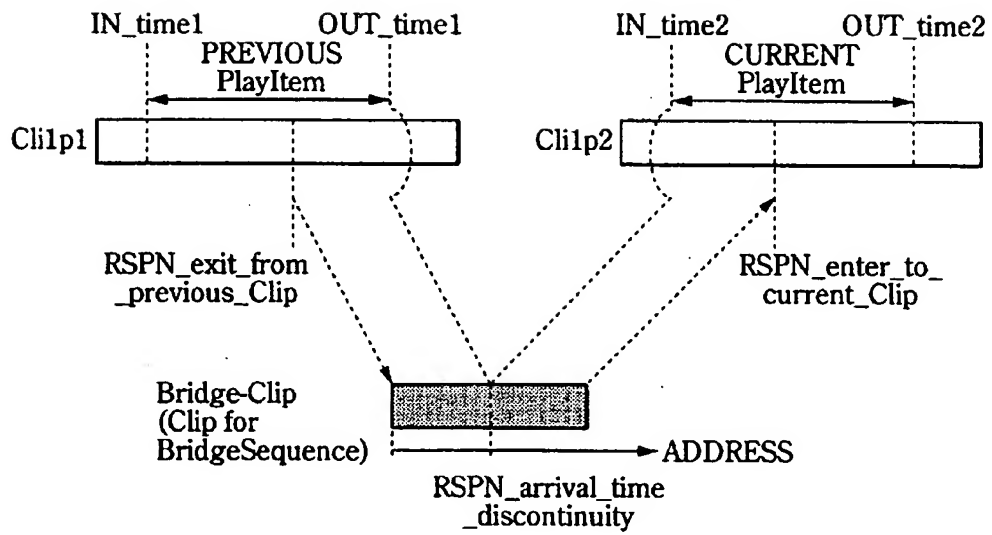 IN_time1
OUT_time1
IN_time2
OUT_time2
PREVIOUS
PlayItem
CURRENT
PlayItem
Cli1p1
Cli1p2
RSPN_exit_from
_previous_Clip
RSPN_enter_to_
current_Clip
Bridge-Clip
(Clip for
BridgeSequence)
ADDRESS
RSPN_arrival_time
_discontinuity